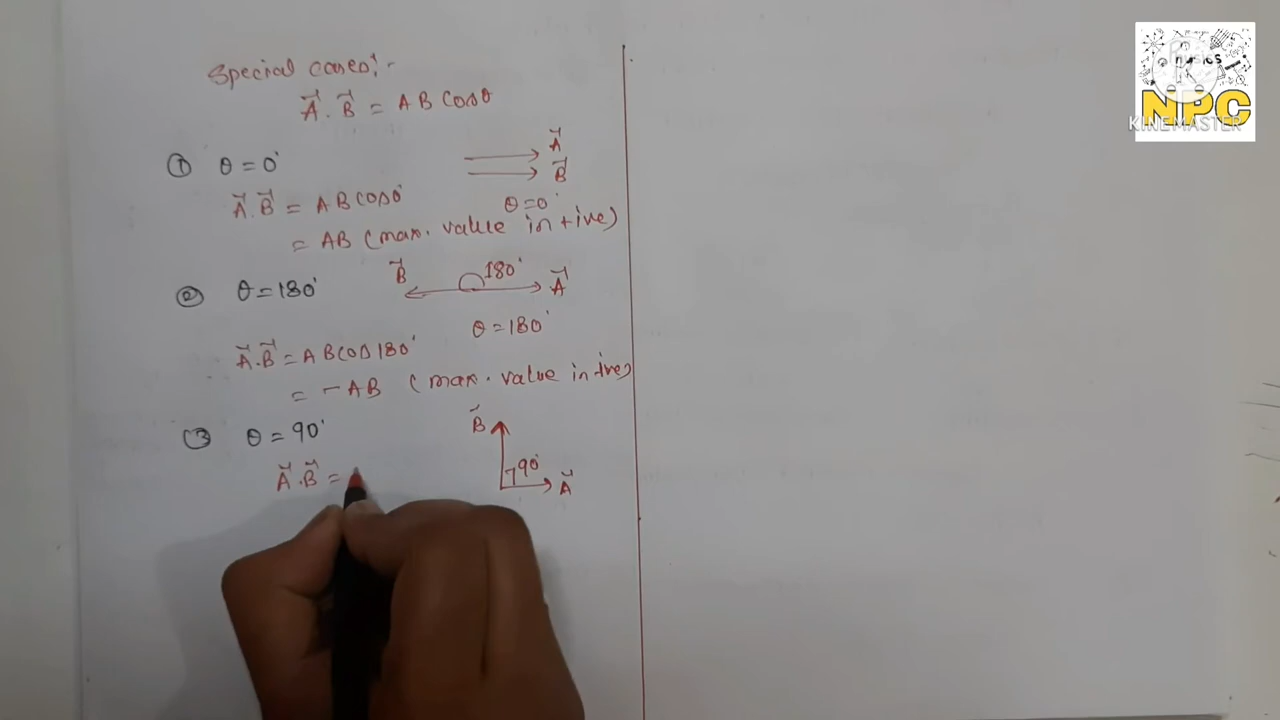 Special cases:-
A⃗ . B⃗ = A B Cosθ
① θ = 0°
A⃗
B⃗
A⃗.B⃗ = A B Cos0°
θ = 0°
= AB (max. value in +ive)
② θ = 180°
B⃗ 180° A⃗
θ = 180°
A⃗.B⃗ = A B Cos 180°
= -AB (max. value in -ive)
③ θ = 90°
B⃗
90°
A⃗
A⃗.B⃗ =
Physics
NPC
KINEMASTER